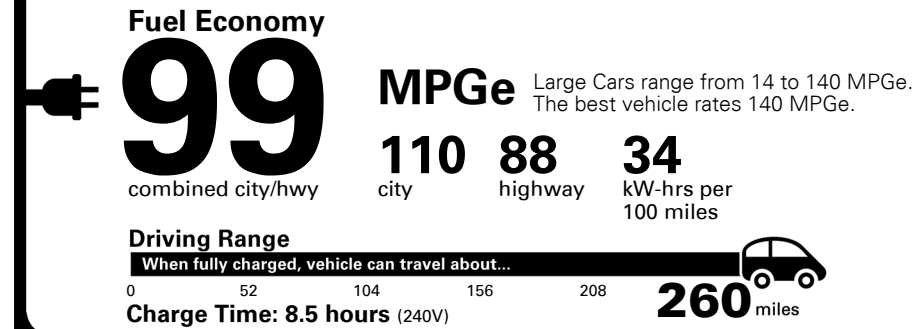 Fuel Economy
99
MPGe
Large Cars range from 14 to 140 MPGe.
The best vehicle rates 140 MPGe.
combined city/hwy
110 88 34
city highway kW-hrs per
100 miles
Driving Range
When fully charged, vehicle can travel about...
0 52 104 156 208 260 miles
Charge Time: 8.5 hours (240V)